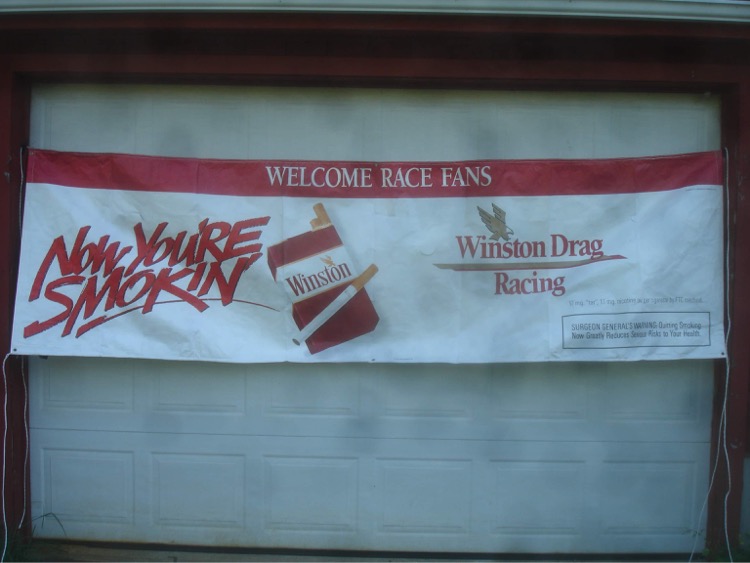 WELCOME RACE FANS
NOW YOU'RE
SMOKIN'
Winston
Winston Drag
Racing
SURGEON GENERAL'S WARNING: Quitting Smoking
Now Greatly Reduces Serious Risks to Your Health.